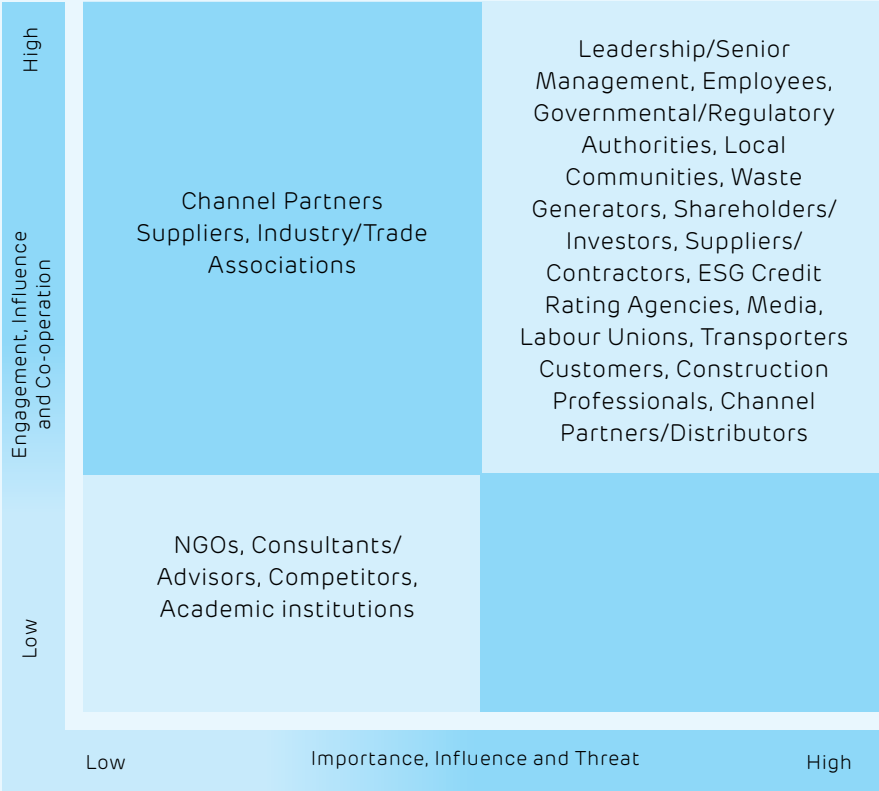 High
Engagement, Influence
and Co-operation
Low
Channel Partners
Suppliers, Industry/Trade
Associations
Leadership/Senior
Management, Employees,
Governmental/Regulatory
Authorities, Local
Communities, Waste
Generators, Shareholders/
Investors, Suppliers/
Contractors, ESG Credit
Rating Agencies, Media,
Labour Unions, Transporters
Customers, Construction
Professionals, Channel
Partners/Distributors
NGOs, Consultants/
Advisors, Competitors,
Academic institutions
Low
Importance, Influence and Threat
High